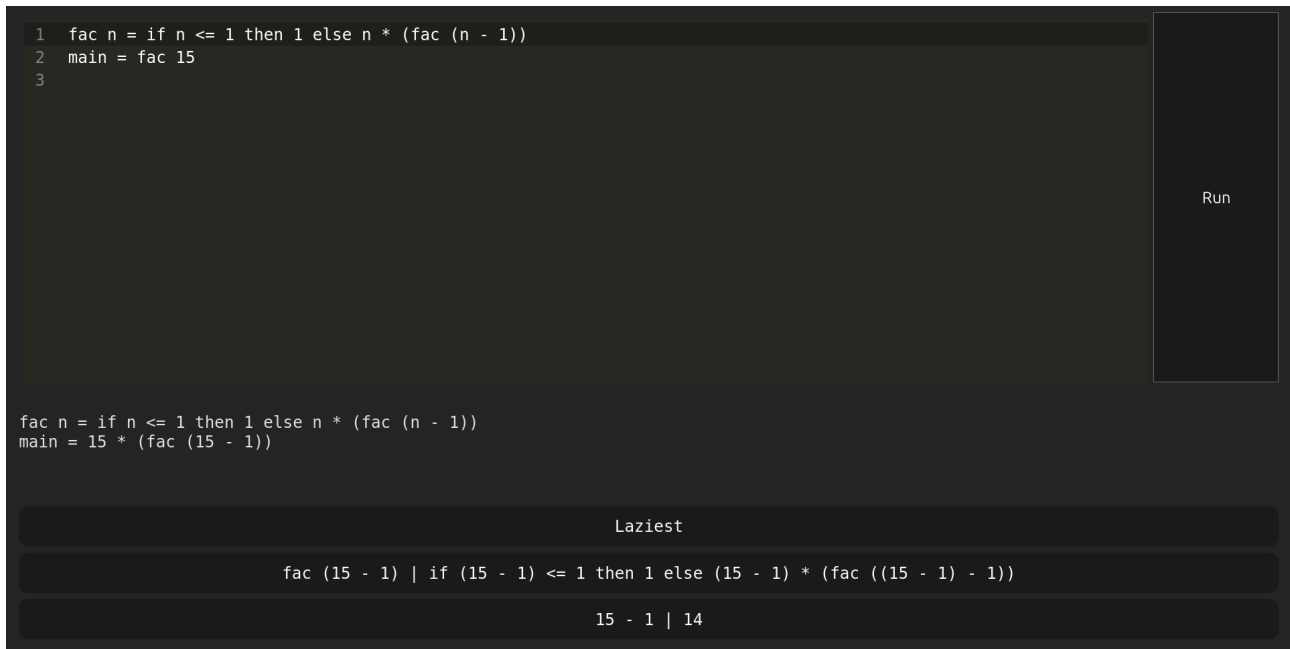 1 fac n = if n <= 1 then 1 else n * (fac (n - 1))
2 main = fac 15
3
Run
fac n = if n <= 1 then 1 else n * (fac (n - 1))
main = 15 * (fac (15 - 1))
Laziest
fac (15 - 1) | if (15 - 1) <= 1 then 1 else (15 - 1) * (fac ((15 - 1) - 1))
15 - 1 | 14